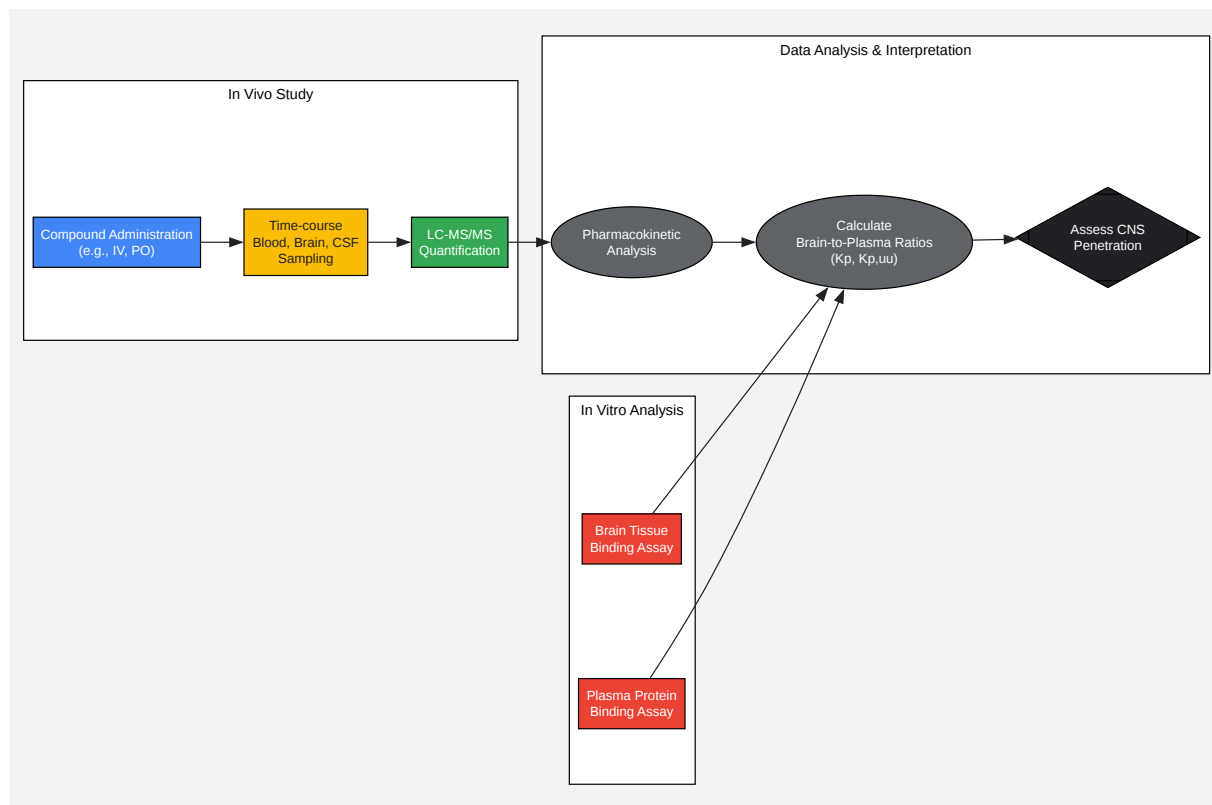 Data Analysis & Interpretation
In Vivo Study
Compound Administration
(e.g., IV, PO)
Time-course
Blood, Brain, CSF
Sampling
LC-MS/MS
Quantification
Pharmacokinetic
Analysis
Calculate
Brain-to-Plasma Ratios
(Kp, Kp,uu)
Assess CNS
Penetration
In Vitro Analysis
Brain Tissue
Binding Assay
Plasma Protein
Binding Assay